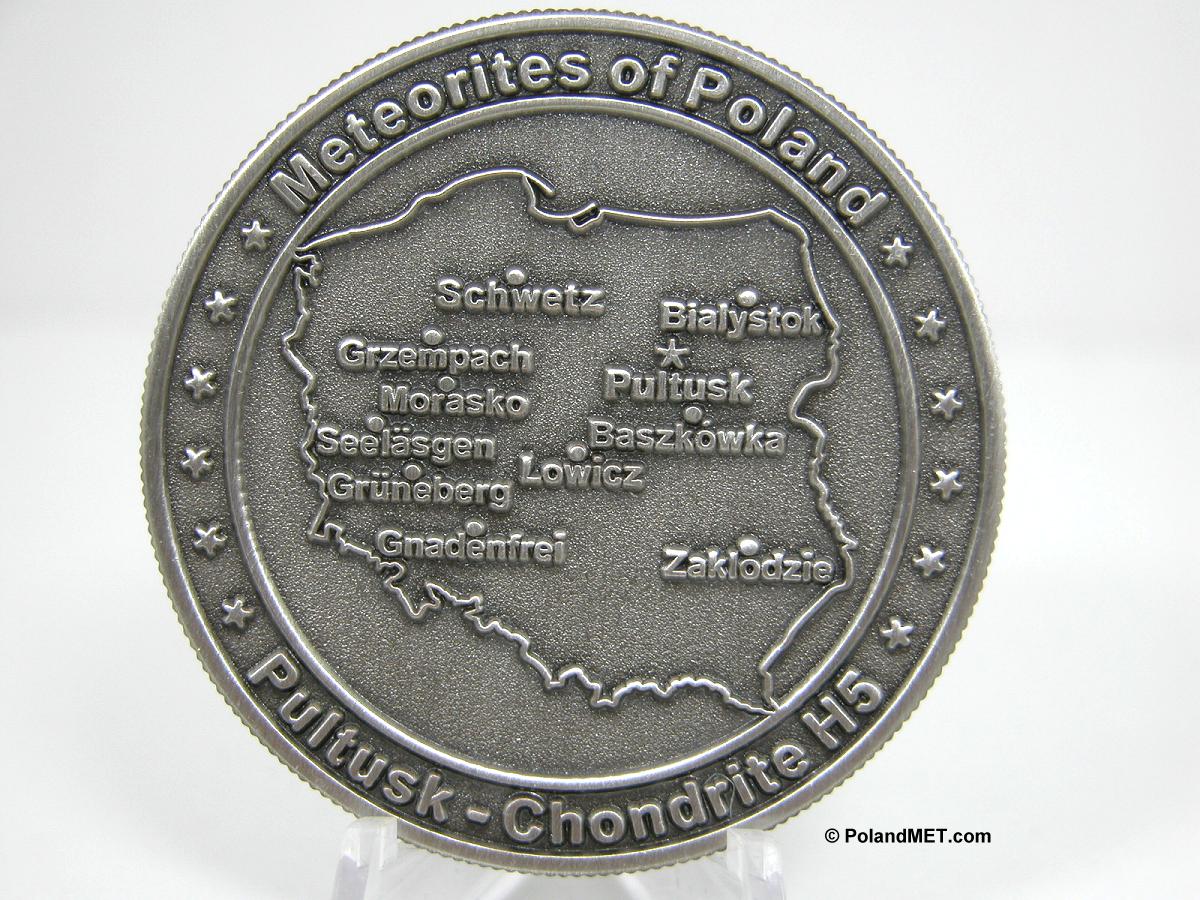 Meteorites of Poland
Schwetz
Bialystok
Grzempach
Pultusk
Morasko
Baszkówka
Seeläsgen
Lowicz
Grüneberg
Gnadenfrei
Zaklodzie
Pultusk - Chondrite H5
© PolandMET.com